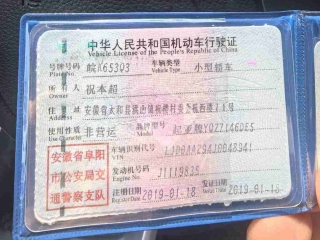 中华人民共和国机动车行驶证
Vehicle License of the People's Republic of China
号牌号码 皖K65303 车辆类型 小型轿车
Plate No. Vehicle Type
所有人 祝本超
Owner
住址 安徽省太和县
Address
使用性质 非营运 品牌型号
Use Character Model
安徽省阜阳
市公安局交
通警察支队
车辆识别代号
VIN
发动机号码 J1119835
Engine No.
注册日期 2019-01-18 发证日期 2019-01-18
Register Date Issue Date